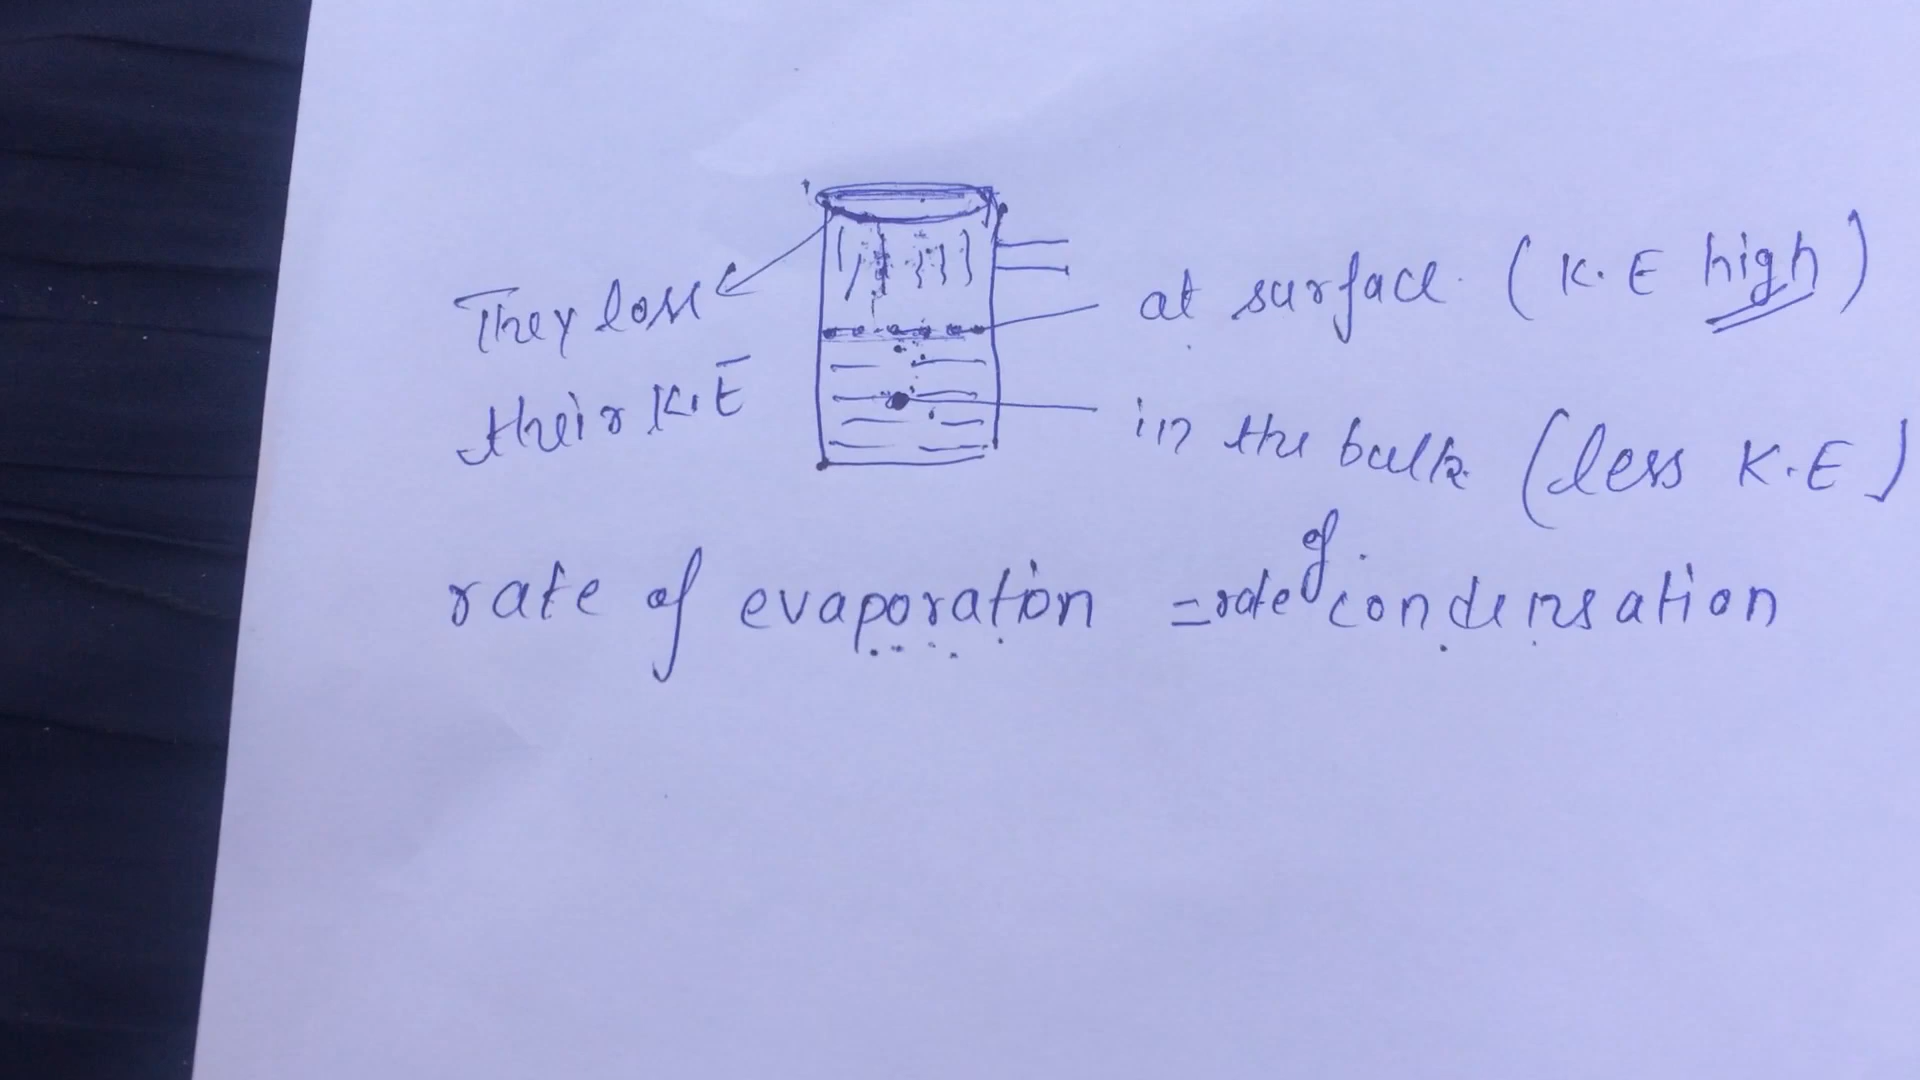 at surface. (K.E high)
They lose
their K.E
in the bulk. (less K.E)
rate of evaporation = rate of condensation